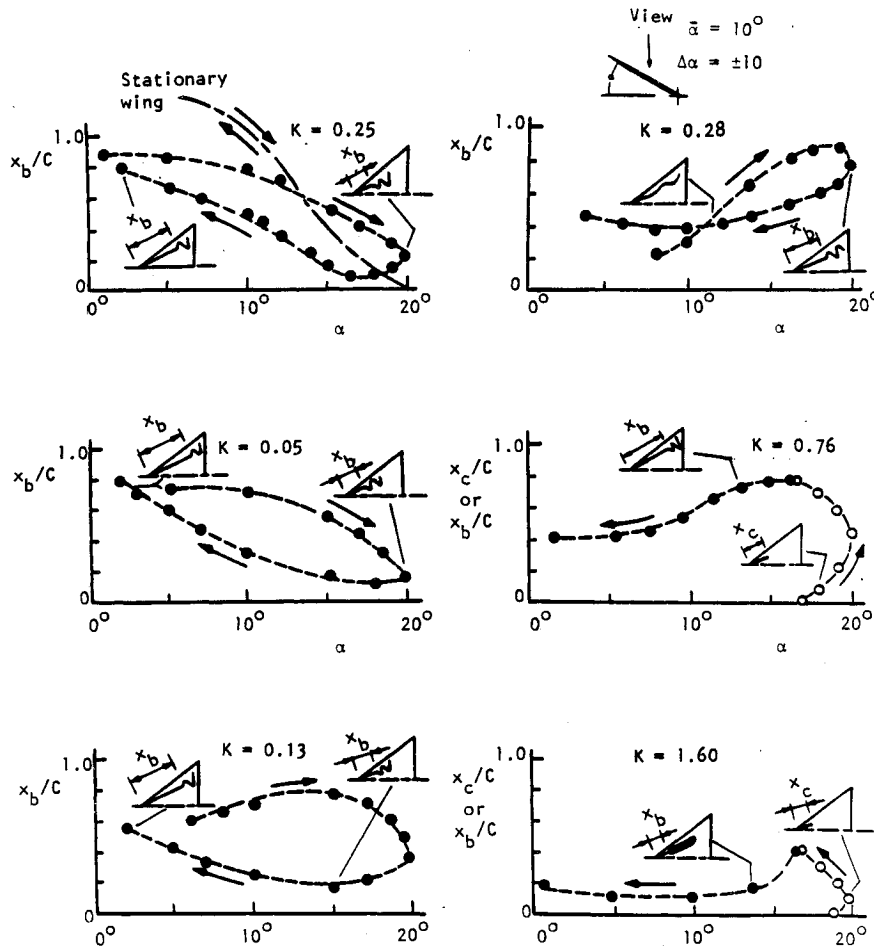 View
ᾱ = 10°
Δα = ±10
Stationary
wing
K = 0.25
x_b/C
1.0
0
x_b
x_b
0°
10°
20°
α
K = 0.28
x_b/C
1.0
0
x_b
0°
10°
20°
α
K = 0.05
x_b/C
1.0
0
x_b
x_b
0°
10°
20°
α
K = 0.76
x_c/C
or
x_b/C
1.0
0
x_b
x_c
0°
10°
20°
α
K = 0.13
x_b/C
1.0
0
x_b
x_b
0°
10°
20°
K = 1.60
x_c/C
or
x_b/C
1.0
0
x_b
x_c
0°
10°
20°